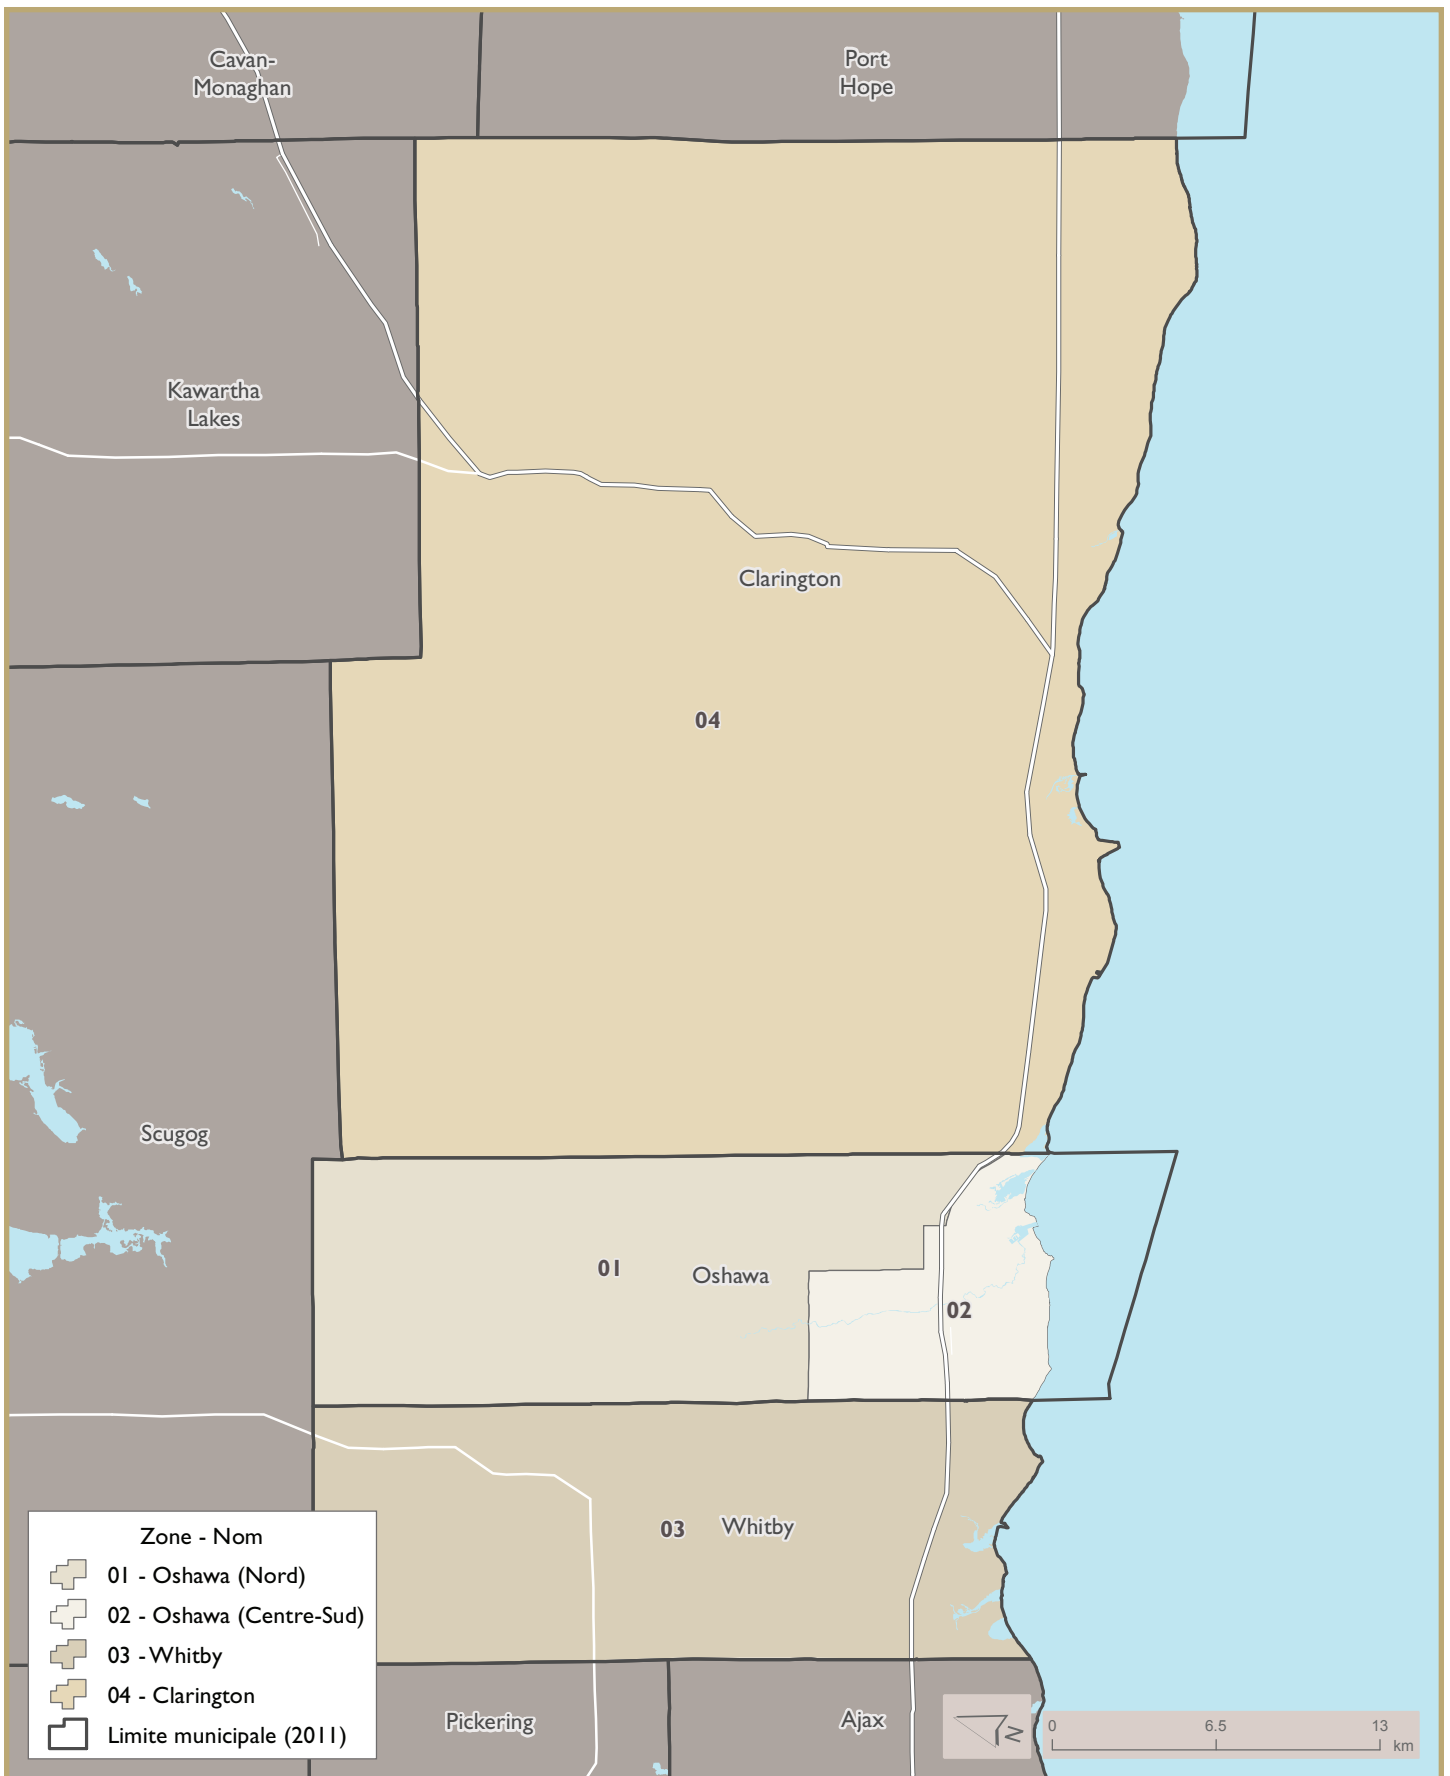 Cavan-
Monaghan
Port
Hope
Kawartha
Lakes
Clarington
04
Scugog
01
Oshawa
02
03
Whitby
Zone - Nom
01 - Oshawa (Nord)
02 - Oshawa (Centre-Sud)
03 - Whitby
04 - Clarington
Limite municipale (2011)
Pickering
Ajax
N
0
6.5
13
km